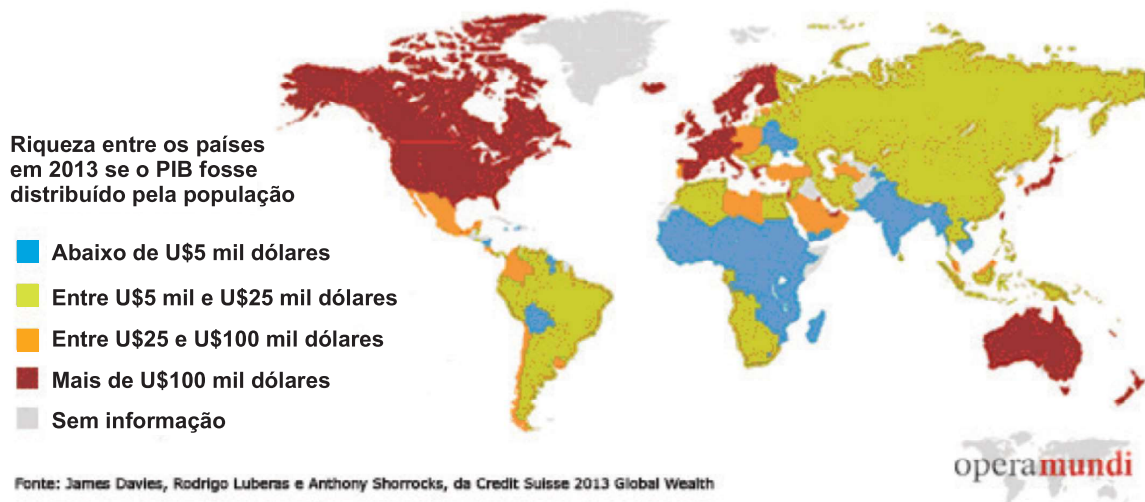 Riqueza entre os países
em 2013 se o PIB fosse
distribuído pela população
Abaixo de U$5 mil dólares
Entre U$5 mil e U$25 mil dólares
Entre U$25 e U$100 mil dólares
Mais de U$100 mil dólares
Sem informação
Fonte: James Davies, Rodrigo Luberas e Anthony Shorrocks, da Credit Suisse 2013 Global Wealth
operamundi